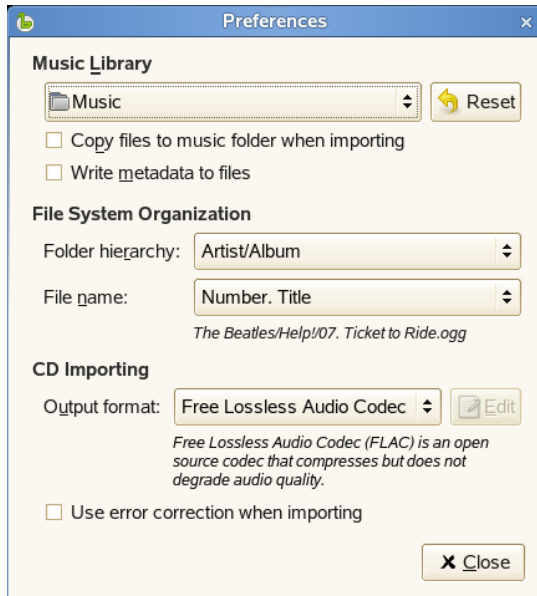 Preferences
Music Library
Music
Reset
Copy files to music folder when importing
Write metadata to files
File System Organization
Folder hierarchy: Artist/Album
File name: Number. Title
The Beatles/Help!/07. Ticket to Ride.ogg
CD Importing
Output format: Free Lossless Audio Codec Edit
Free Lossless Audio Codec (FLAC) is an open
source codec that compresses but does not
degrade audio quality.
Use error correction when importing
Close